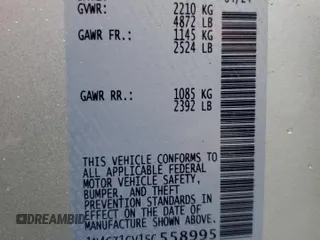 GVWR: 2210 KG
4872 LB
GAWR FR.: 1145 KG
2524 LB
GAWR RR.: 1085 KG
2392 LB
THIS VEHICLE CONFORMS TO
ALL APPLICABLE FEDERAL
MOTOR VEHICLE SAFETY,
BUMPER, AND THEFT
PREVENTION STANDARDS IN
EFFECT ON THE DATE OF
MANUFACTURE SHOWN ABOVE.
558995
DREAMBID